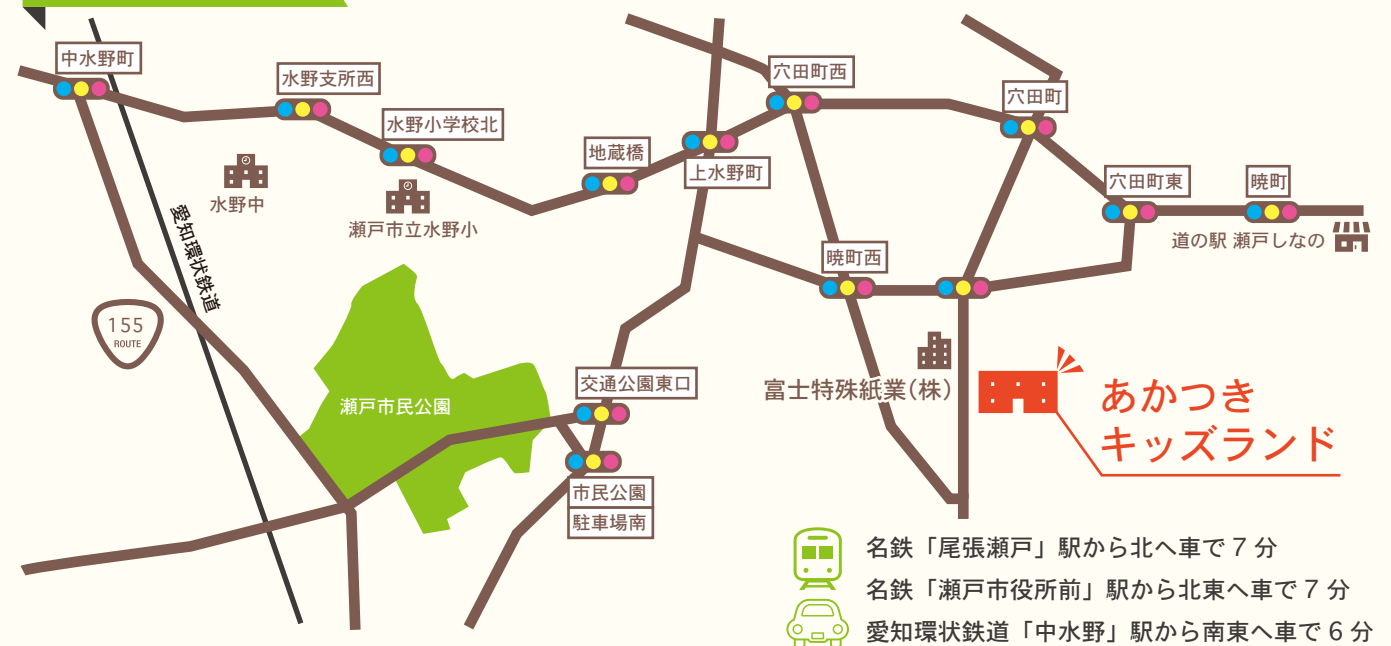 中水野町
水野支所西
水野小学校北
地蔵橋
上水野町
穴田町西
穴田町
穴田町東
暁町
道の駅 瀬戸しなの
水野中
瀬戸市立水野小
愛知環状鉄道
155
ROUTE
暁町西
瀬戸市民公園
交通公園東口
市民公園
駐車場南
富士特殊紙業(株)
あかつき
キッズランド
名鉄「尾張瀬戸」駅から北へ車で7分
名鉄「瀬戸市役所前」駅から北東へ車で7分
愛知環状鉄道「中水野」駅から南東へ車で6分